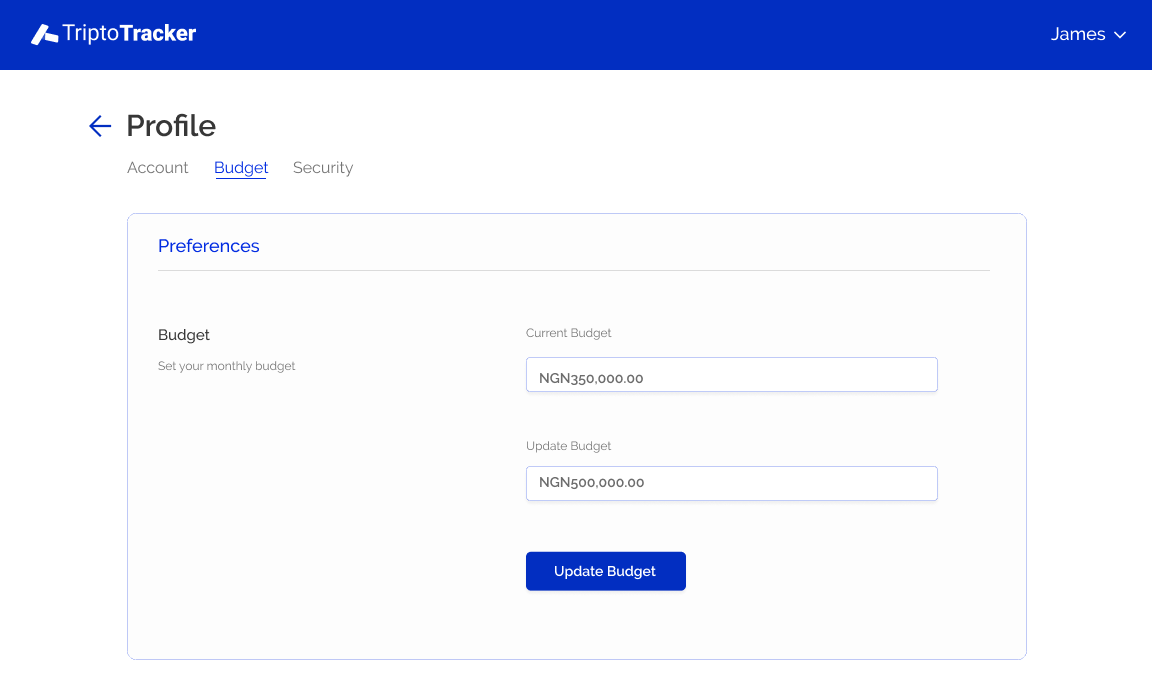 TriptoTracker
James
Profile
Account Budget Security
Preferences
Budget
Set your monthly budget
Current Budget
NGN350,000.00
Update Budget
NGN500,000.00
Update Budget